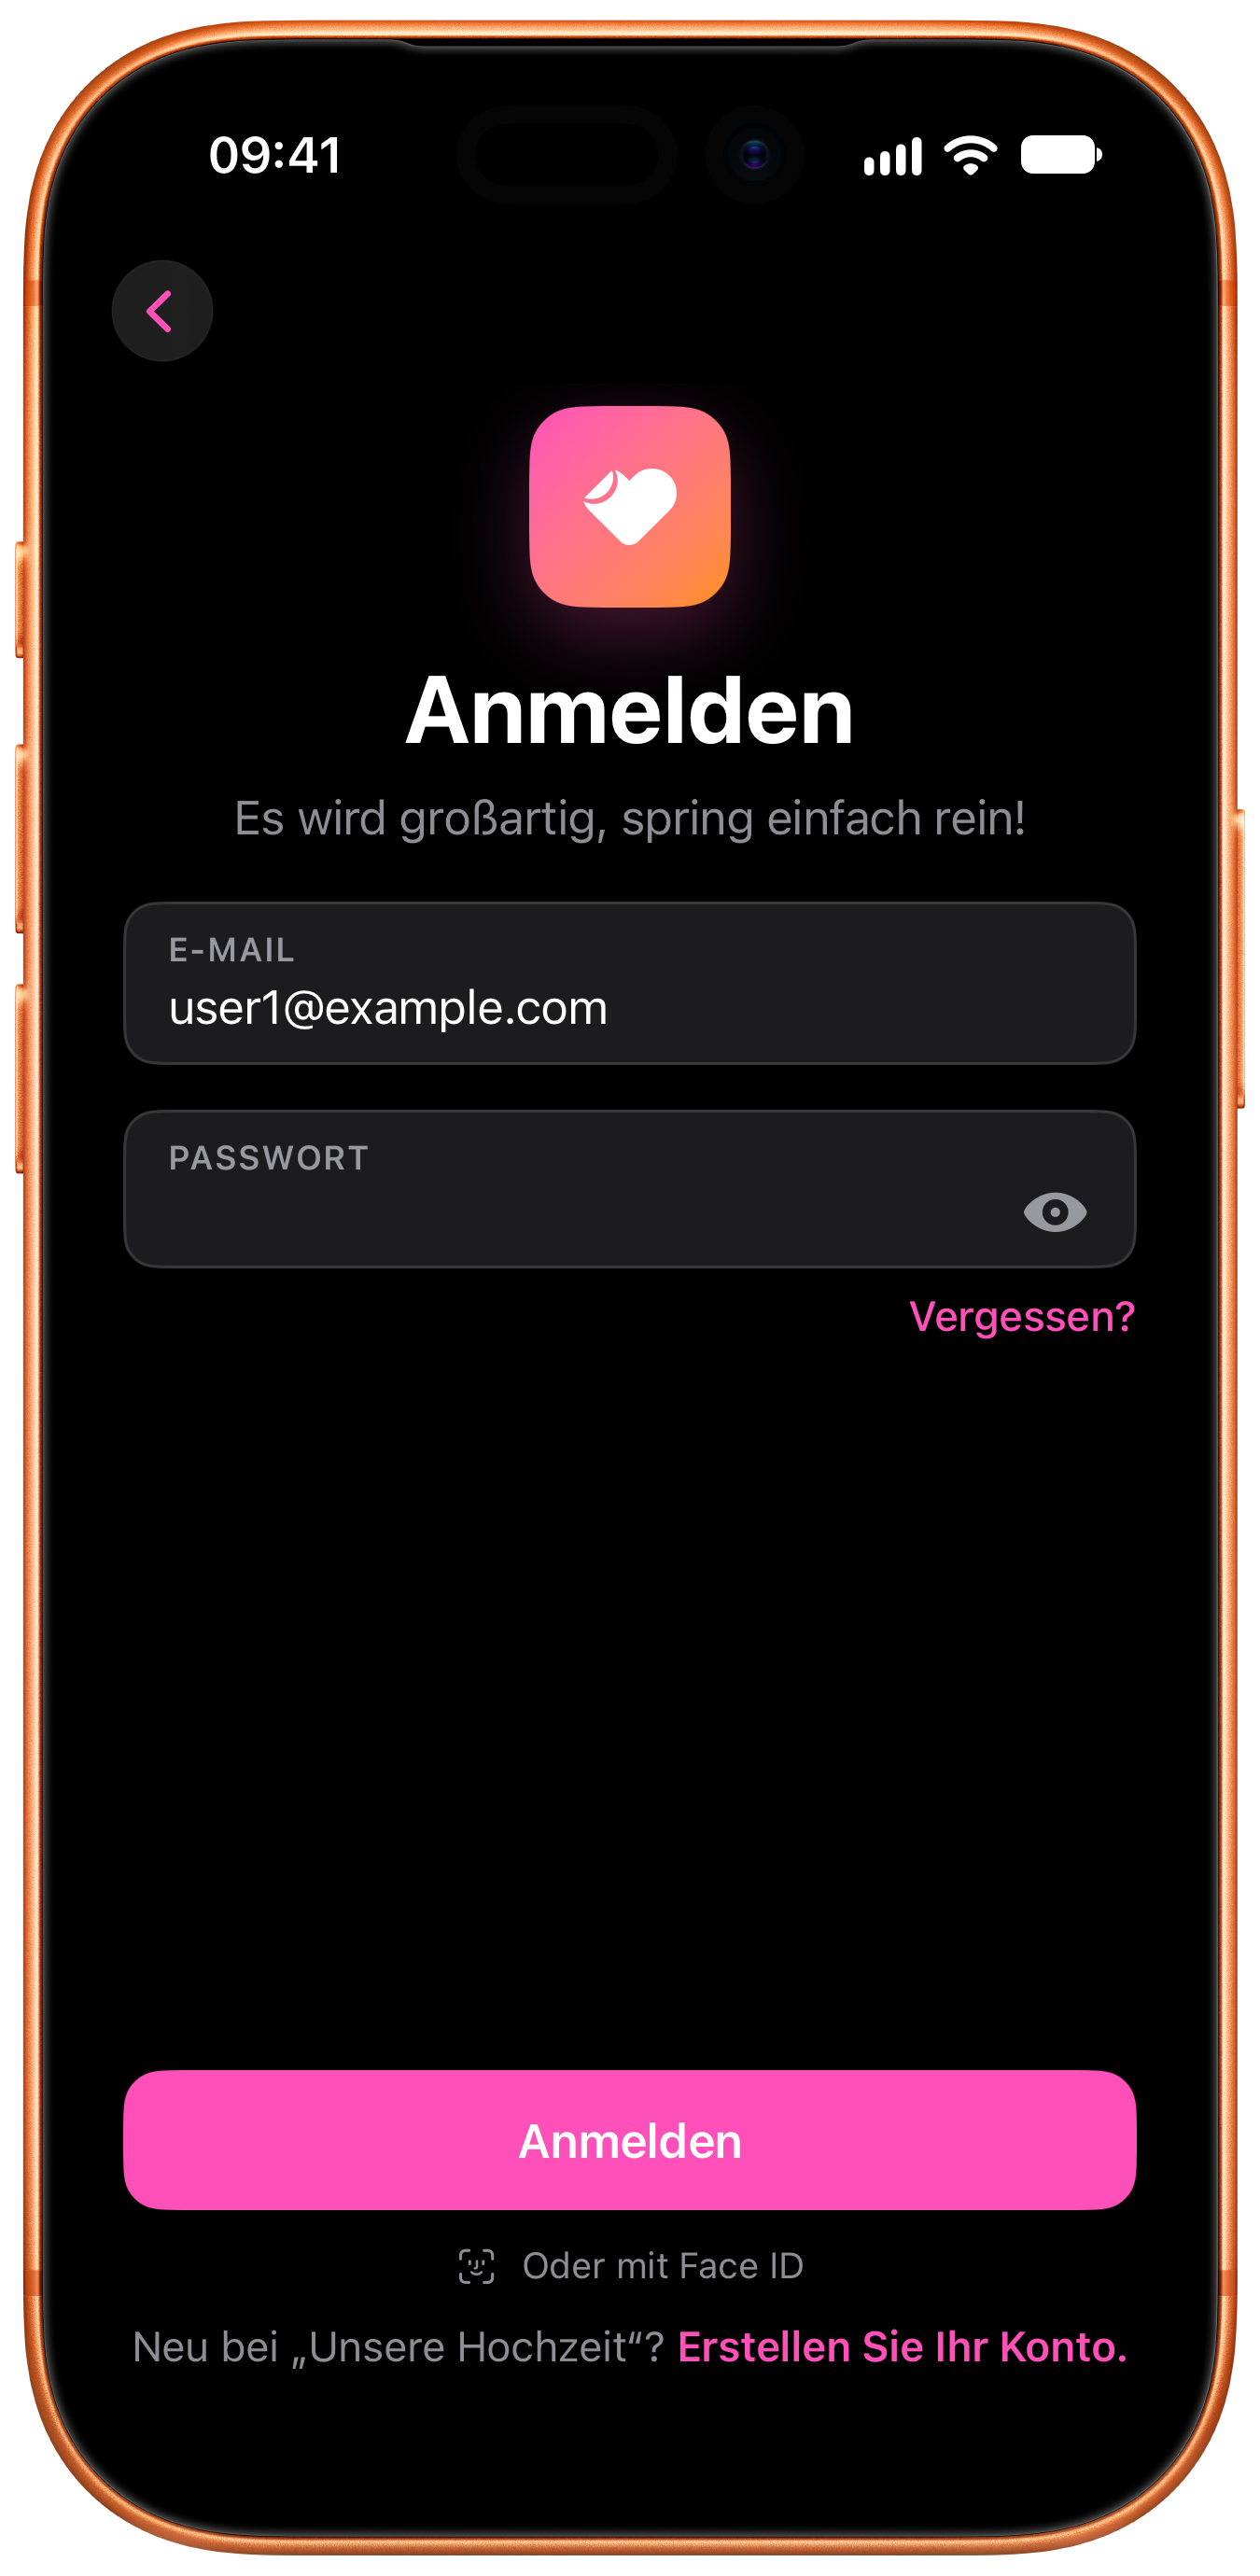 09:41
Anmelden
Es wird großartig, spring einfach rein!
E-MAIL
user1@example.com
PASSWORT
Vergessen?
Anmelden
Oder mit Face ID
Neu bei „Unsere Hochzeit“? Erstellen Sie Ihr Konto.